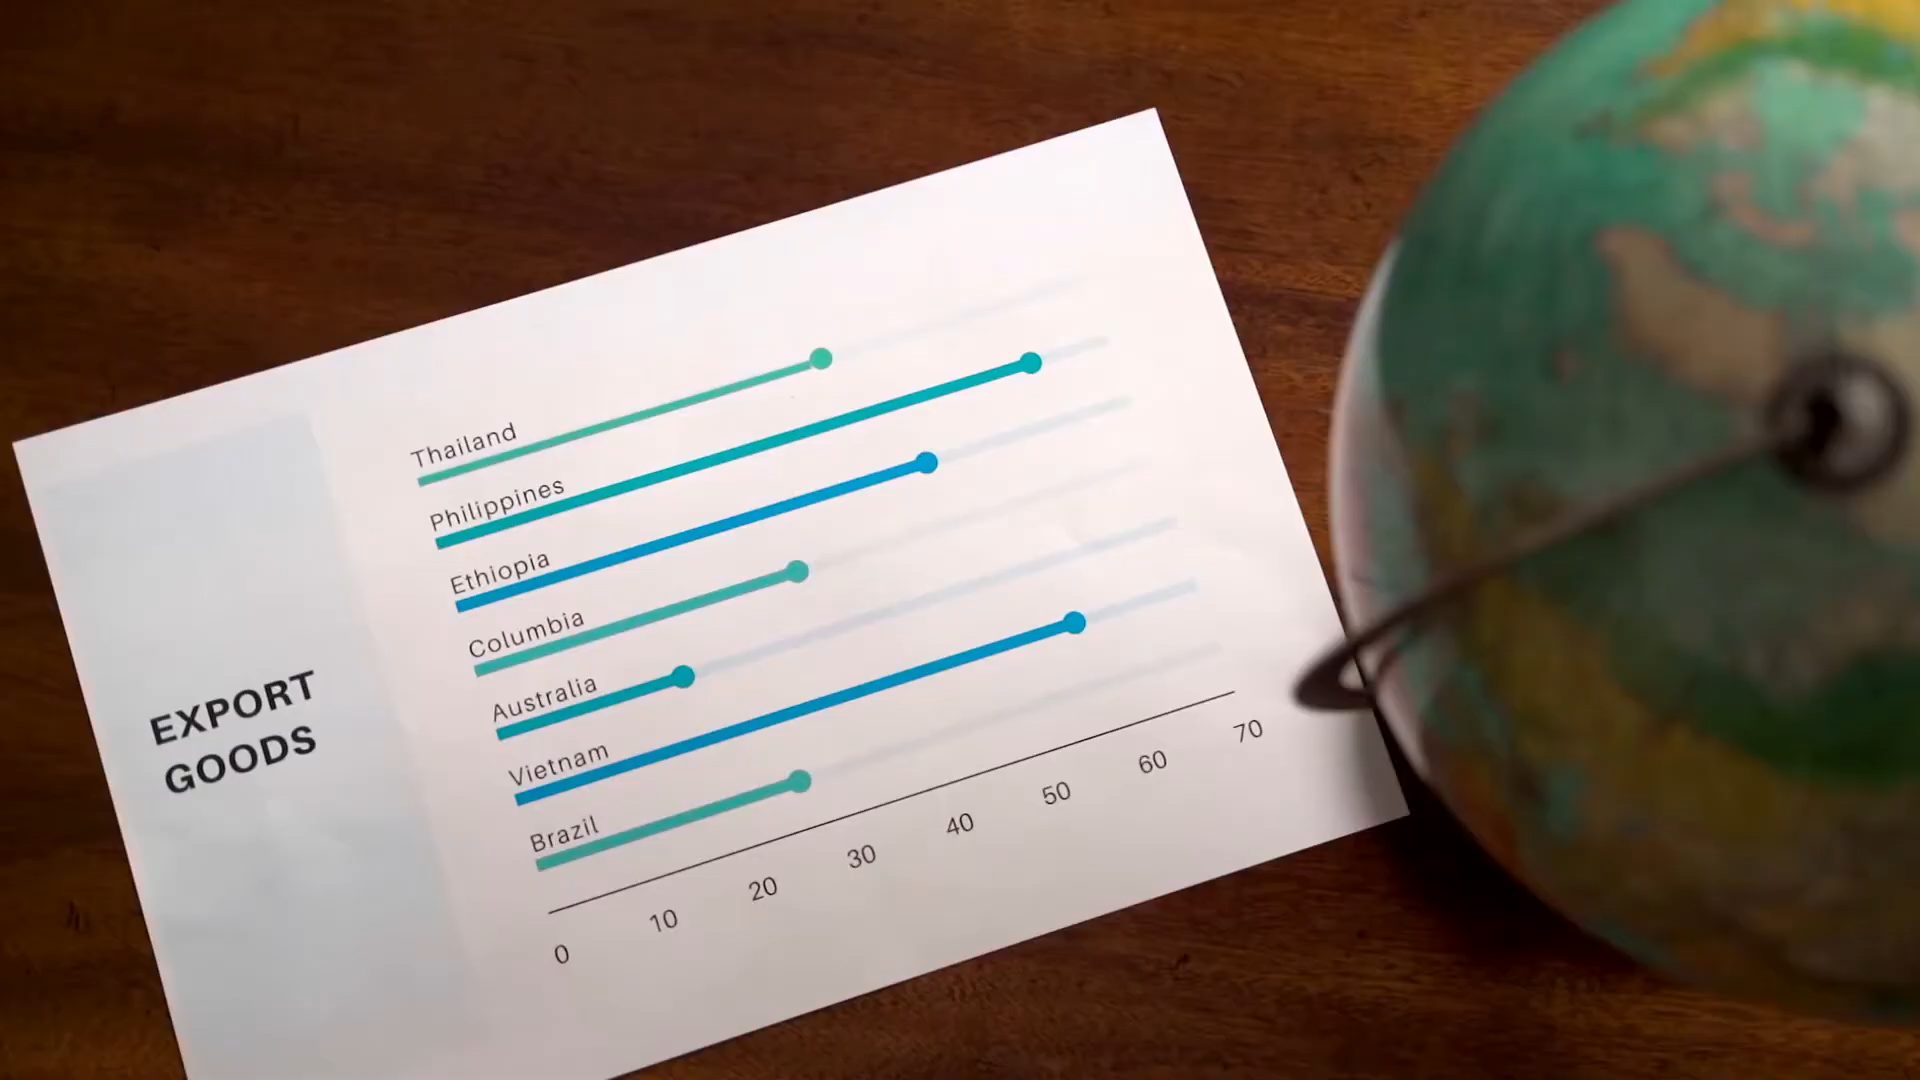 EXPORT
GOODS
Thailand
Philippines
Ethiopia
Columbia
Australia
Vietnam
Brazil
0 10 20 30 40 50 60 70